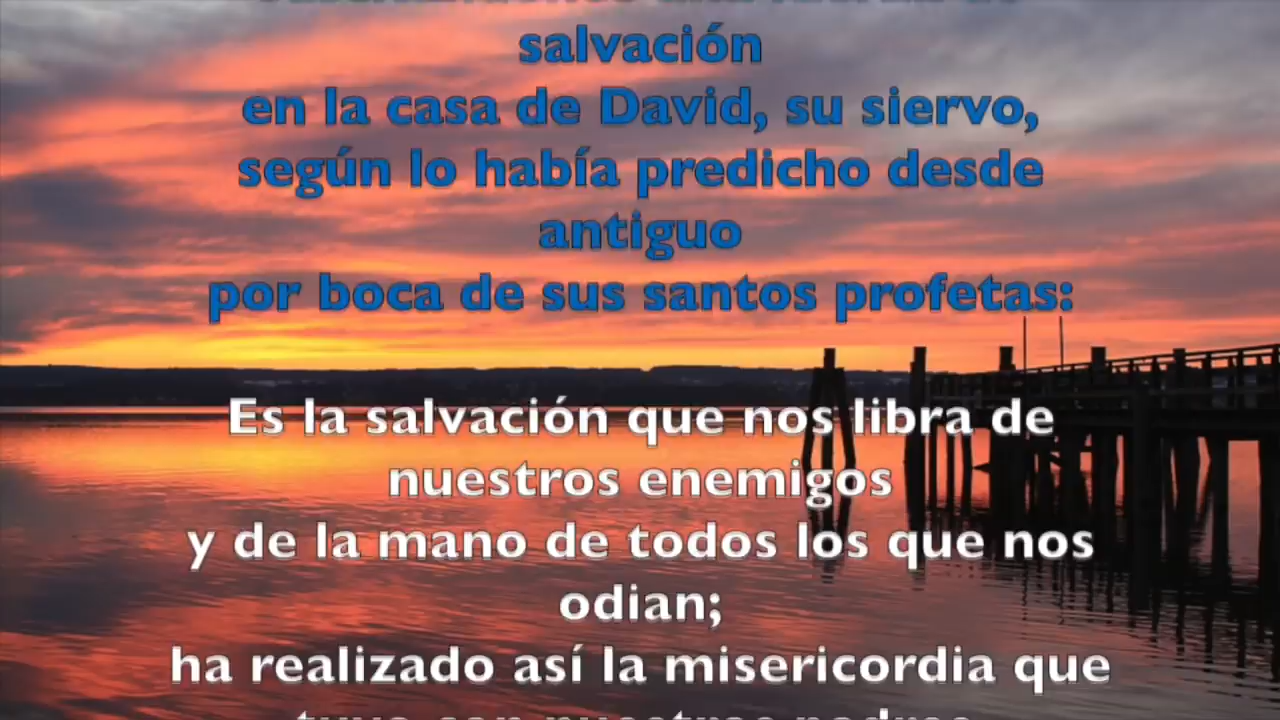 salvación
en la casa de David, su siervo,
según lo había predicho desde
antiguo
por boca de sus santos profetas:
Es la salvación que nos libra de
nuestros enemigos
y de la mano de todos los que nos
odian;
ha realizado así la misericordia que